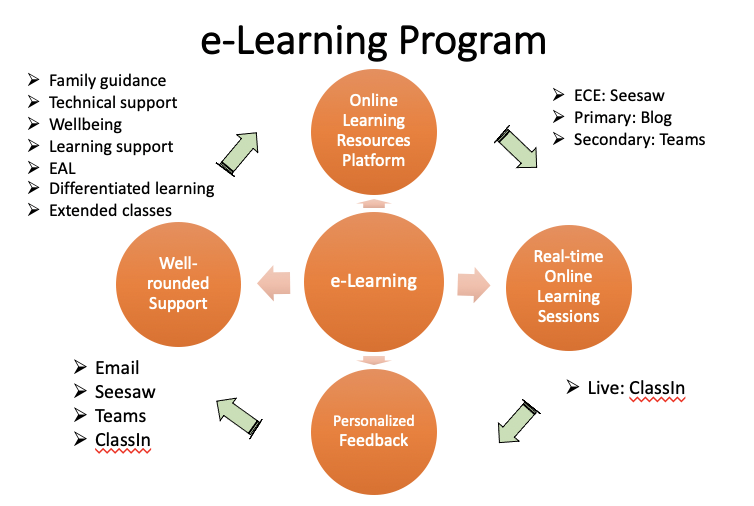 e-Learning Program
➢ Family guidance
➢ Technical support
➢ Wellbeing
➢ Learning support
➢ EAL
➢ Differentiated learning
➢ Extended classes
Online
Learning
Resources
Platform
➢ ECE: Seesaw
➢ Primary: Blog
➢ Secondary: Teams
Well-
rounded
Support
e-Learning
Real-time
Online
Learning
Sessions
➢ Email
➢ Seesaw
➢ Teams
➢ ClassIn
Personalized
Feedback
➢ Live: ClassIn